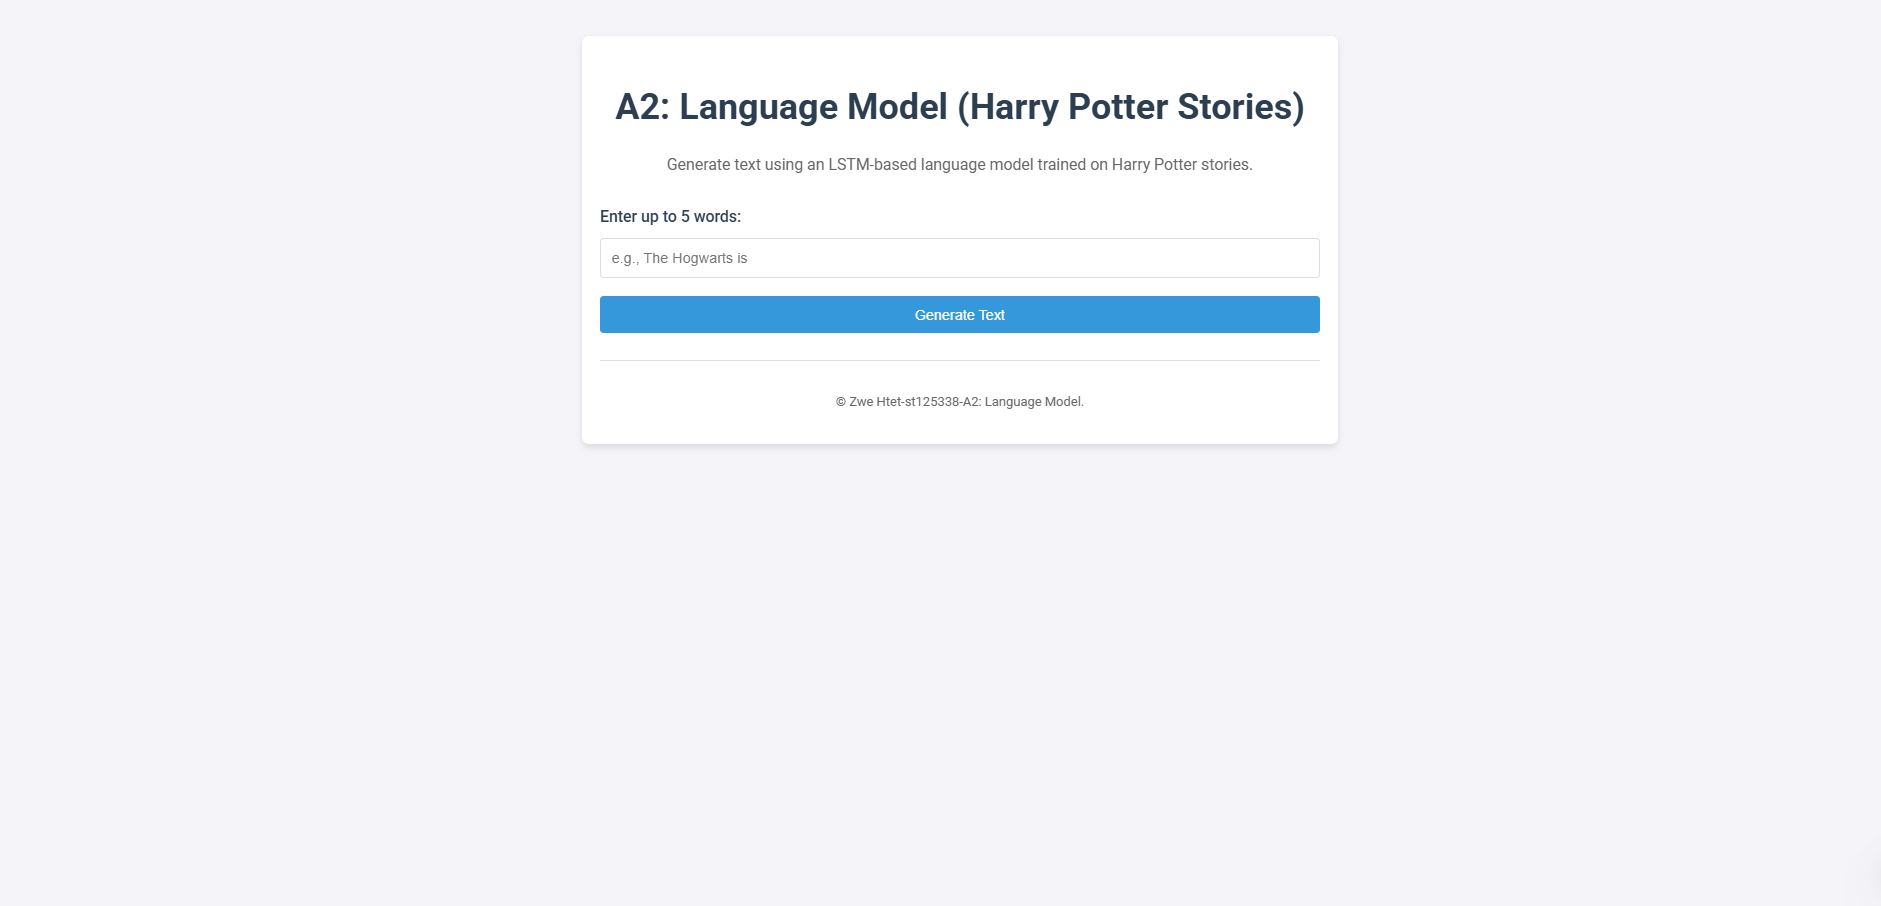 A2: Language Model (Harry Potter Stories)
Generate text using an LSTM-based language model trained on Harry Potter stories.
Enter up to 5 words:
e.g., The Hogwarts is
Generate Text
© Zwe Htet-st125338-A2: Language Model.